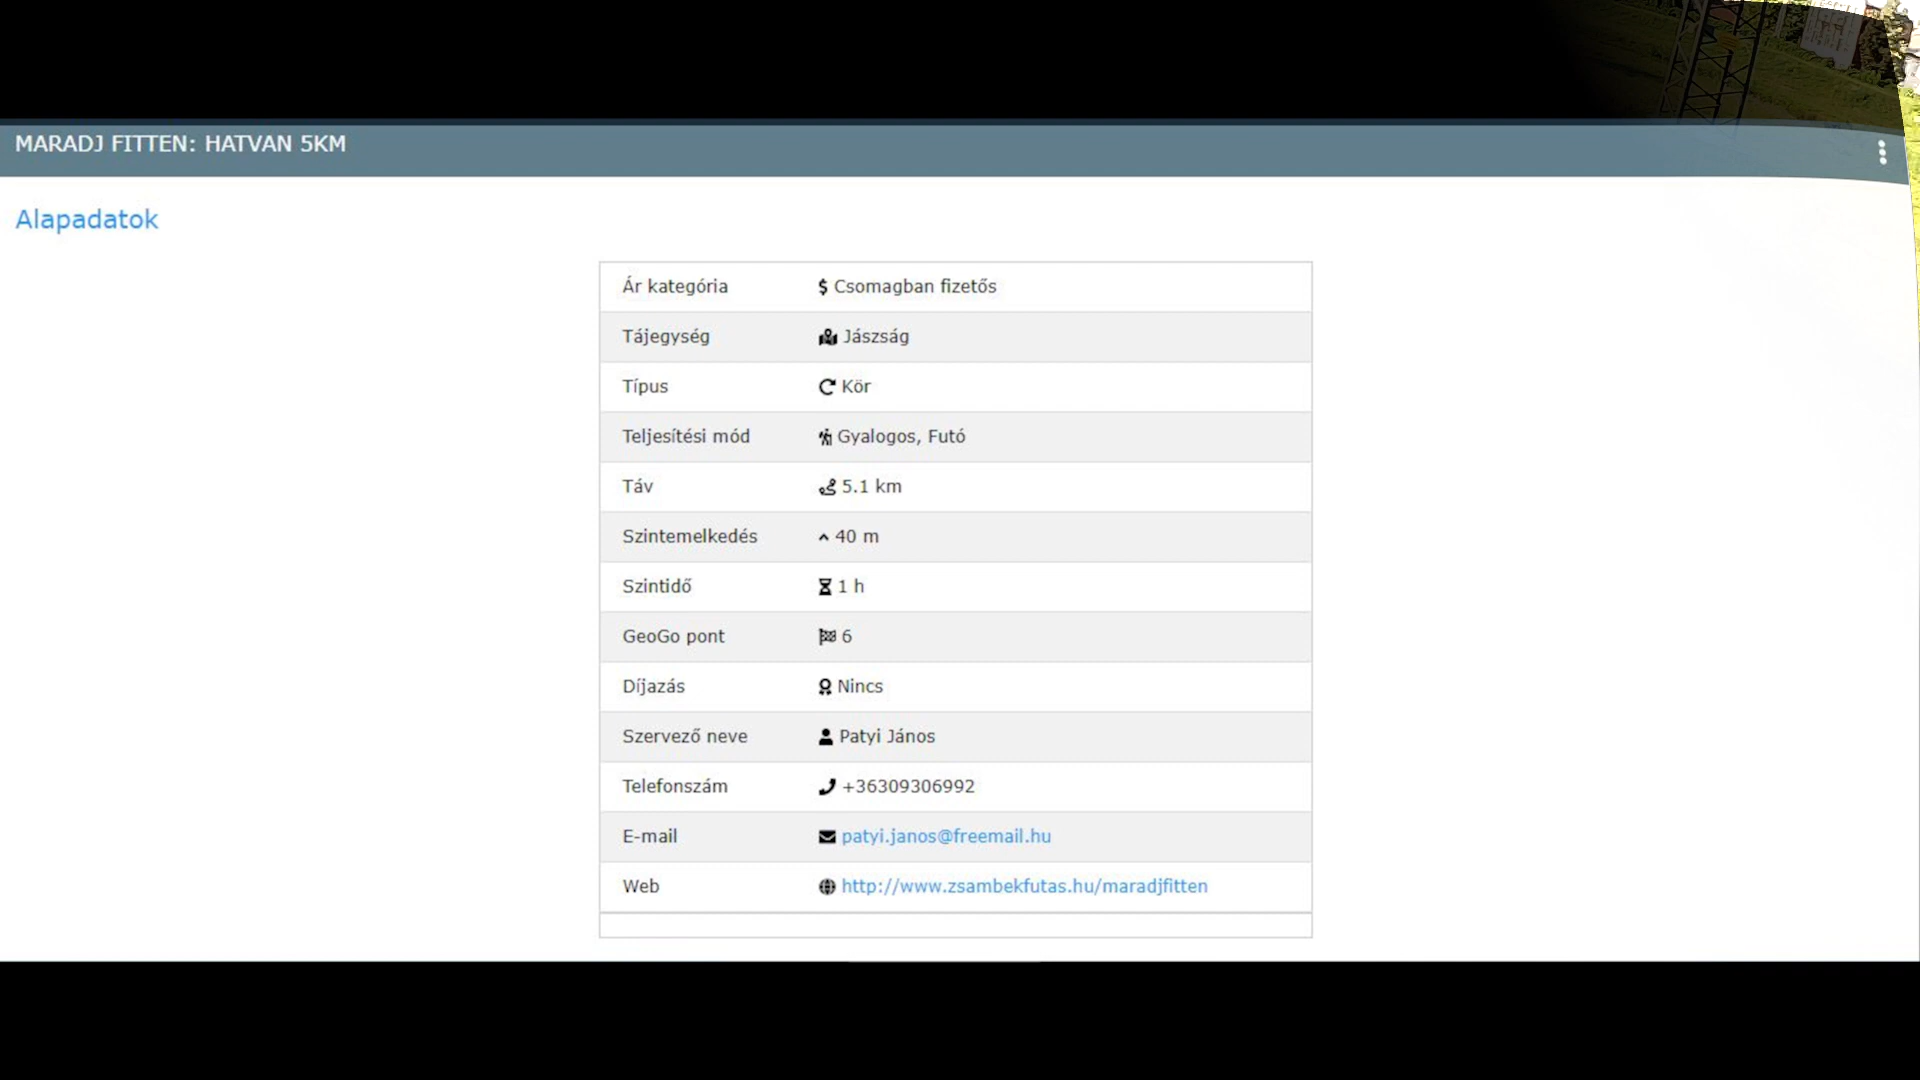 MARADJ FITTEN: HATVAN 5KM
Alapadatok
Ár kategória $ Csomagban fizetős
Tájegység Jászság
Típus Kör
Teljesítési mód Gyalogos, Futó
Táv 5.1 km
Szintemelkedés 40 m
Szintidő 1 h
GeoGo pont 6
Díjazás Nincs
Szervező neve Patyi János
Telefonszám +36309306992
E-mail patyi.janos@freemail.hu
Web http://www.zsambekfutas.hu/maradjfitten